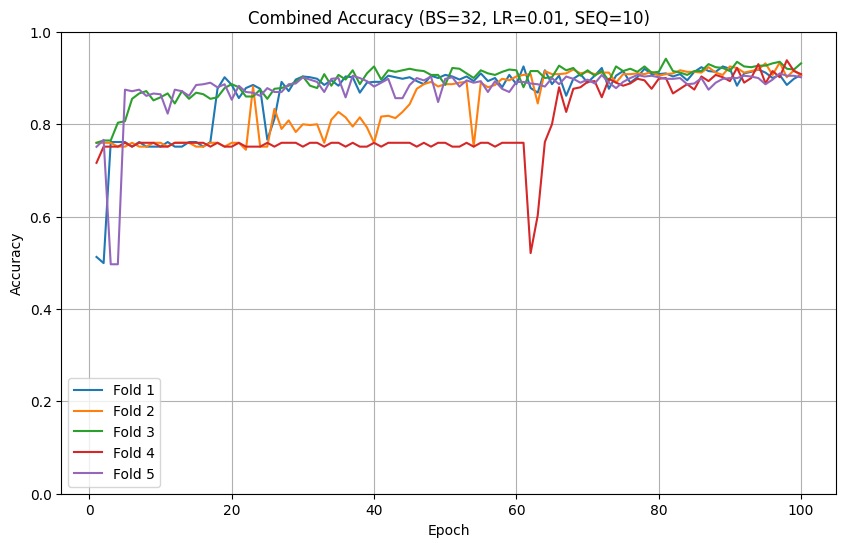 Combined Accuracy (BS=32, LR=0.01, SEQ=10)
1.0
0.8
0.6
0.4
0.2
0.0
Accuracy
Fold 1
Fold 2
Fold 3
Fold 4
Fold 5
0 20 40 60 80 100
Epoch